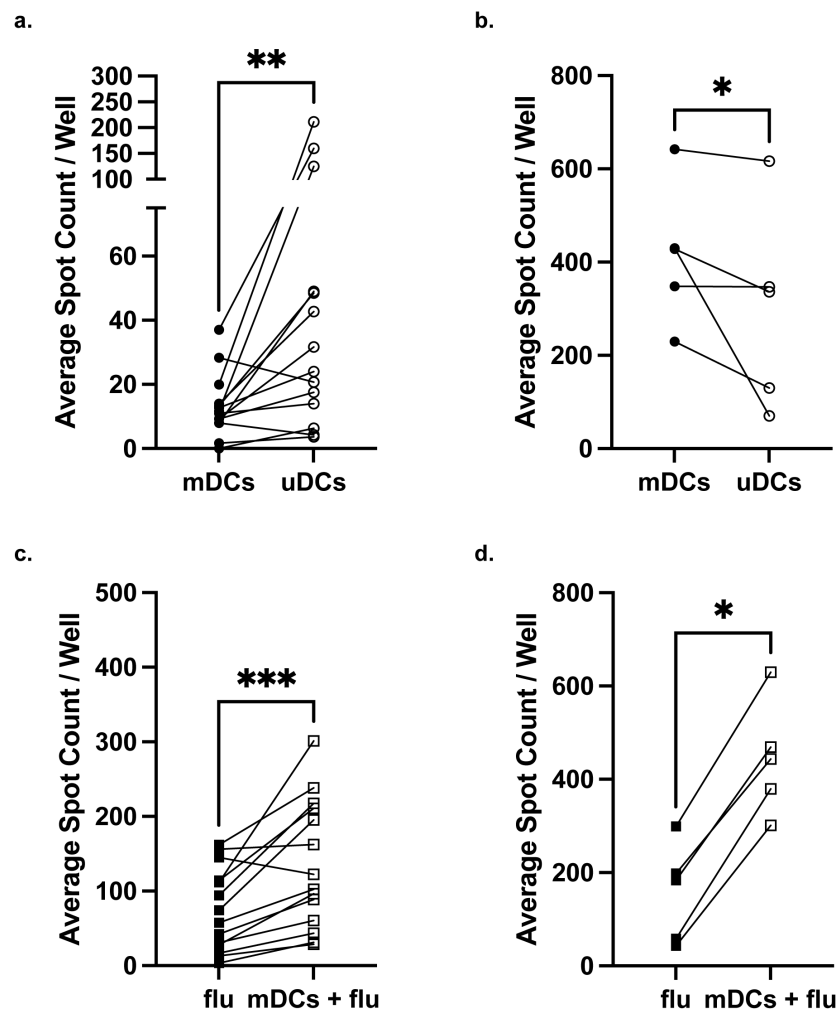 a.
Average Spot Count / Well
300
250
200
150
100
60
40
20
0
**
mDCs uDCs
b.
Average Spot Count / Well
800
600
400
200
0
*
mDCs uDCs
c.
Average Spot Count / Well
500
400
300
200
100
0
***
flu mDCs + flu
d.
Average Spot Count / Well
800
600
400
200
0
*
flu mDCs + flu